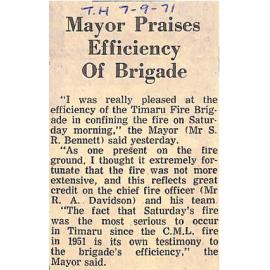 T.H 7-9-71
Mayor Praises
Efficiency
Of Brigade
"I was really pleased at the
efficiency of the Timaru Fire Brig-
ade in confining the fire on Satur-
day morning," the Mayor (Mr S.
R. Bennett) said yesterday.
"As one present on the fire
ground, I thought it extremely for-
tunate that the fire was not more
extensive, and this reflects great
credit on the chief fire officer (Mr
R. A. Davidson) and his team.
"The fact that Saturday's fire
was the most serious to occur
in Timaru since the C.M.L. fire
in 1951 is its own testimony to
the brigade's efficiency," the
Mayor said.